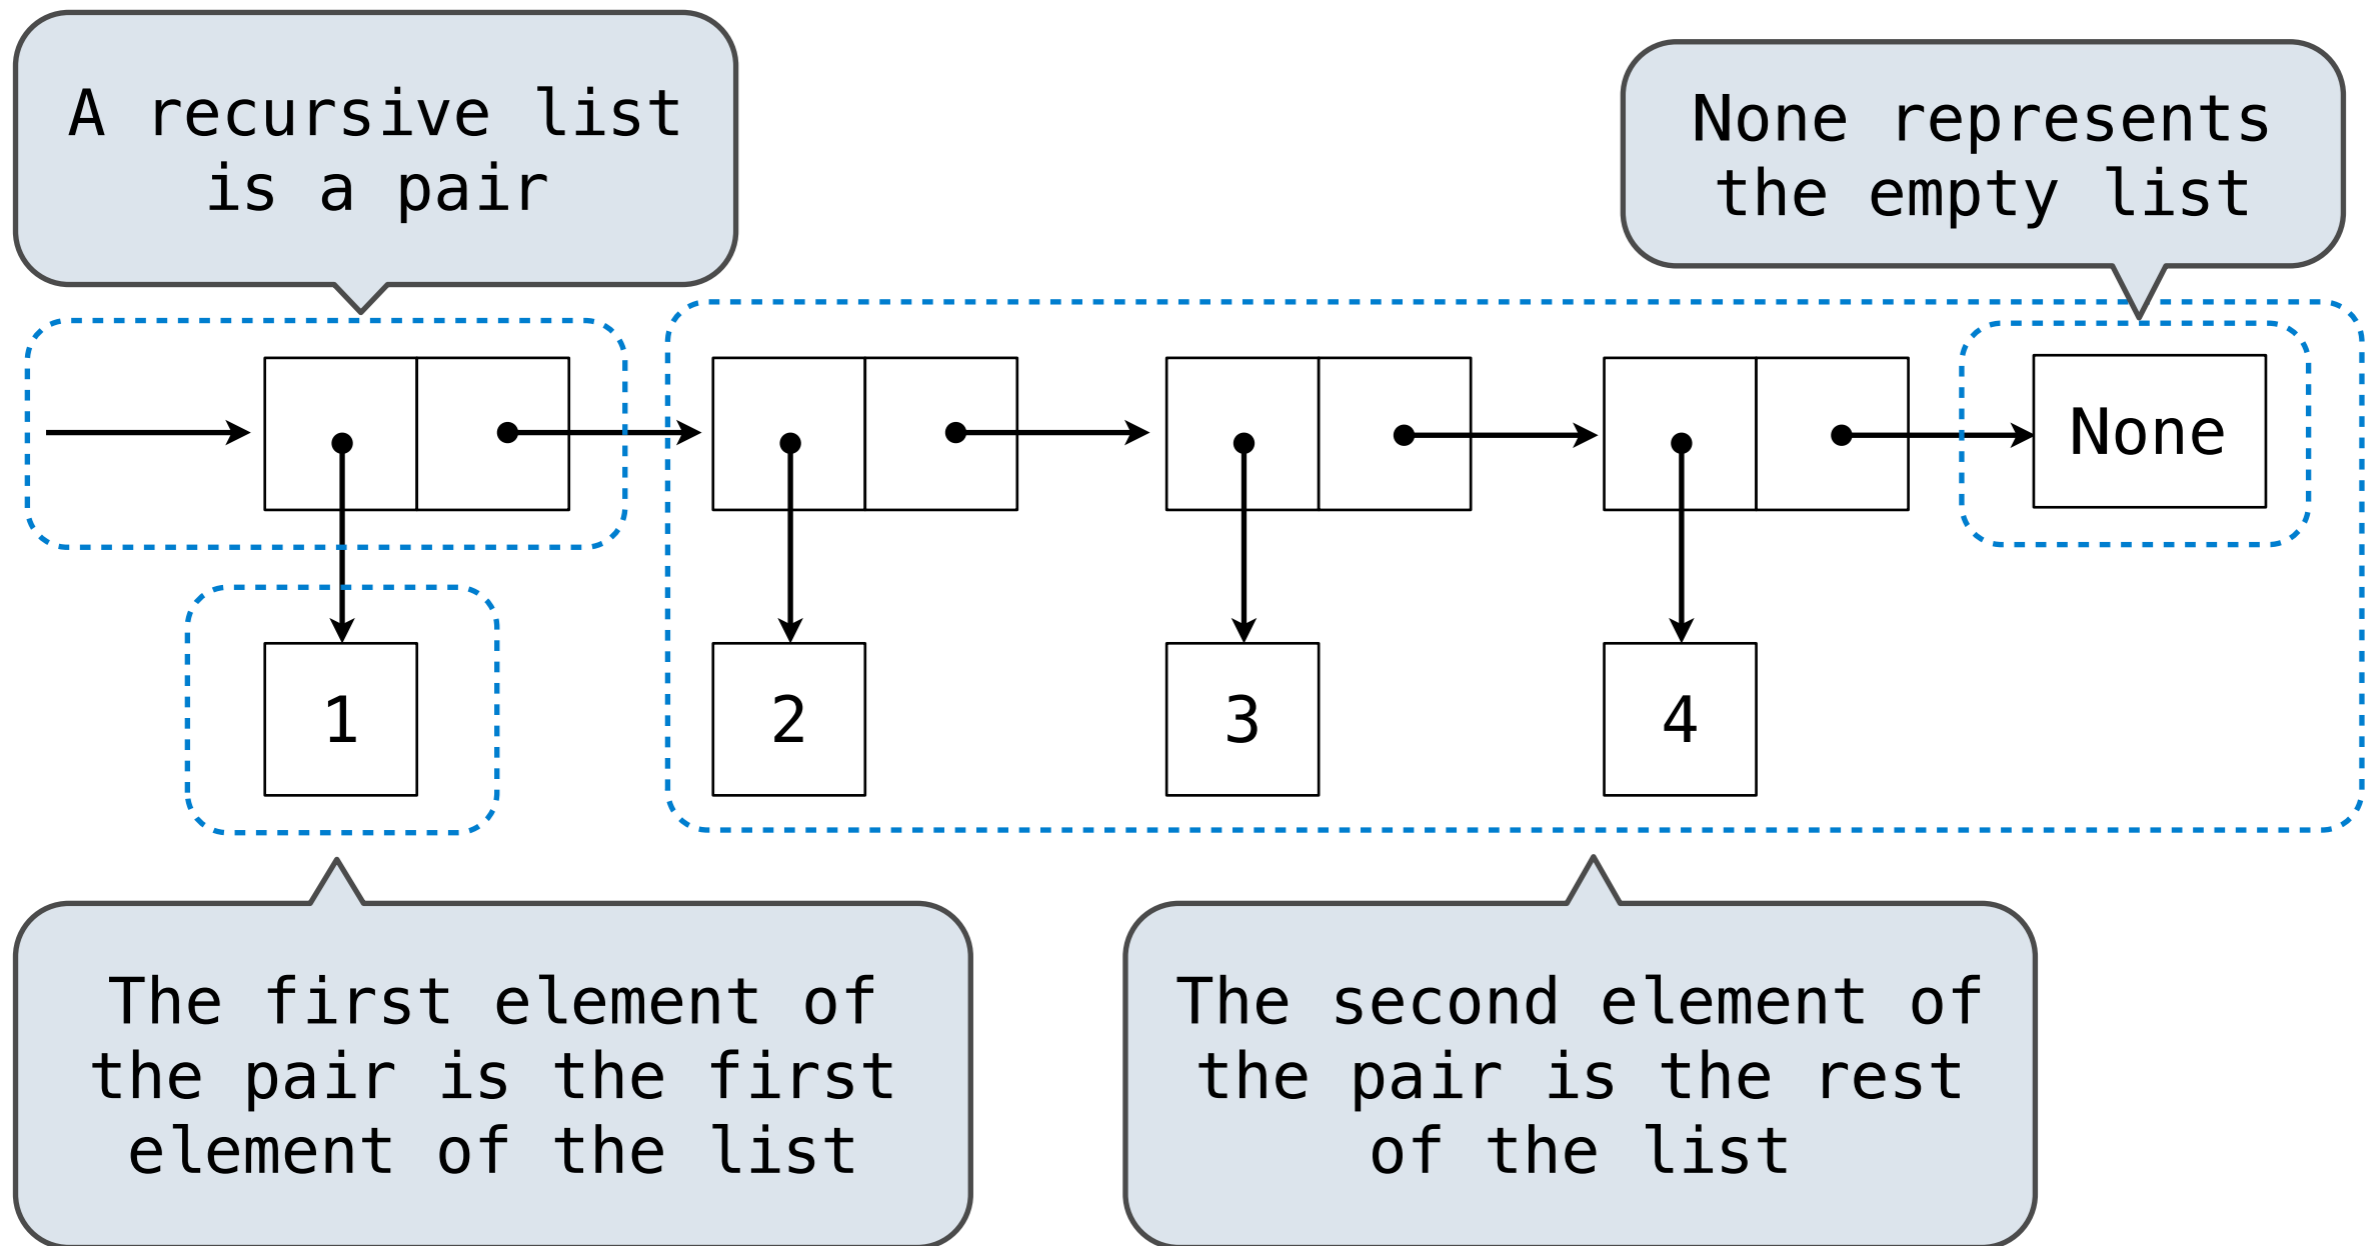 A recursive list
is a pair
None represents
the empty list
None
1
2
3
4
The first element of
the pair is the first
element of the list
The second element of
the pair is the rest
of the list